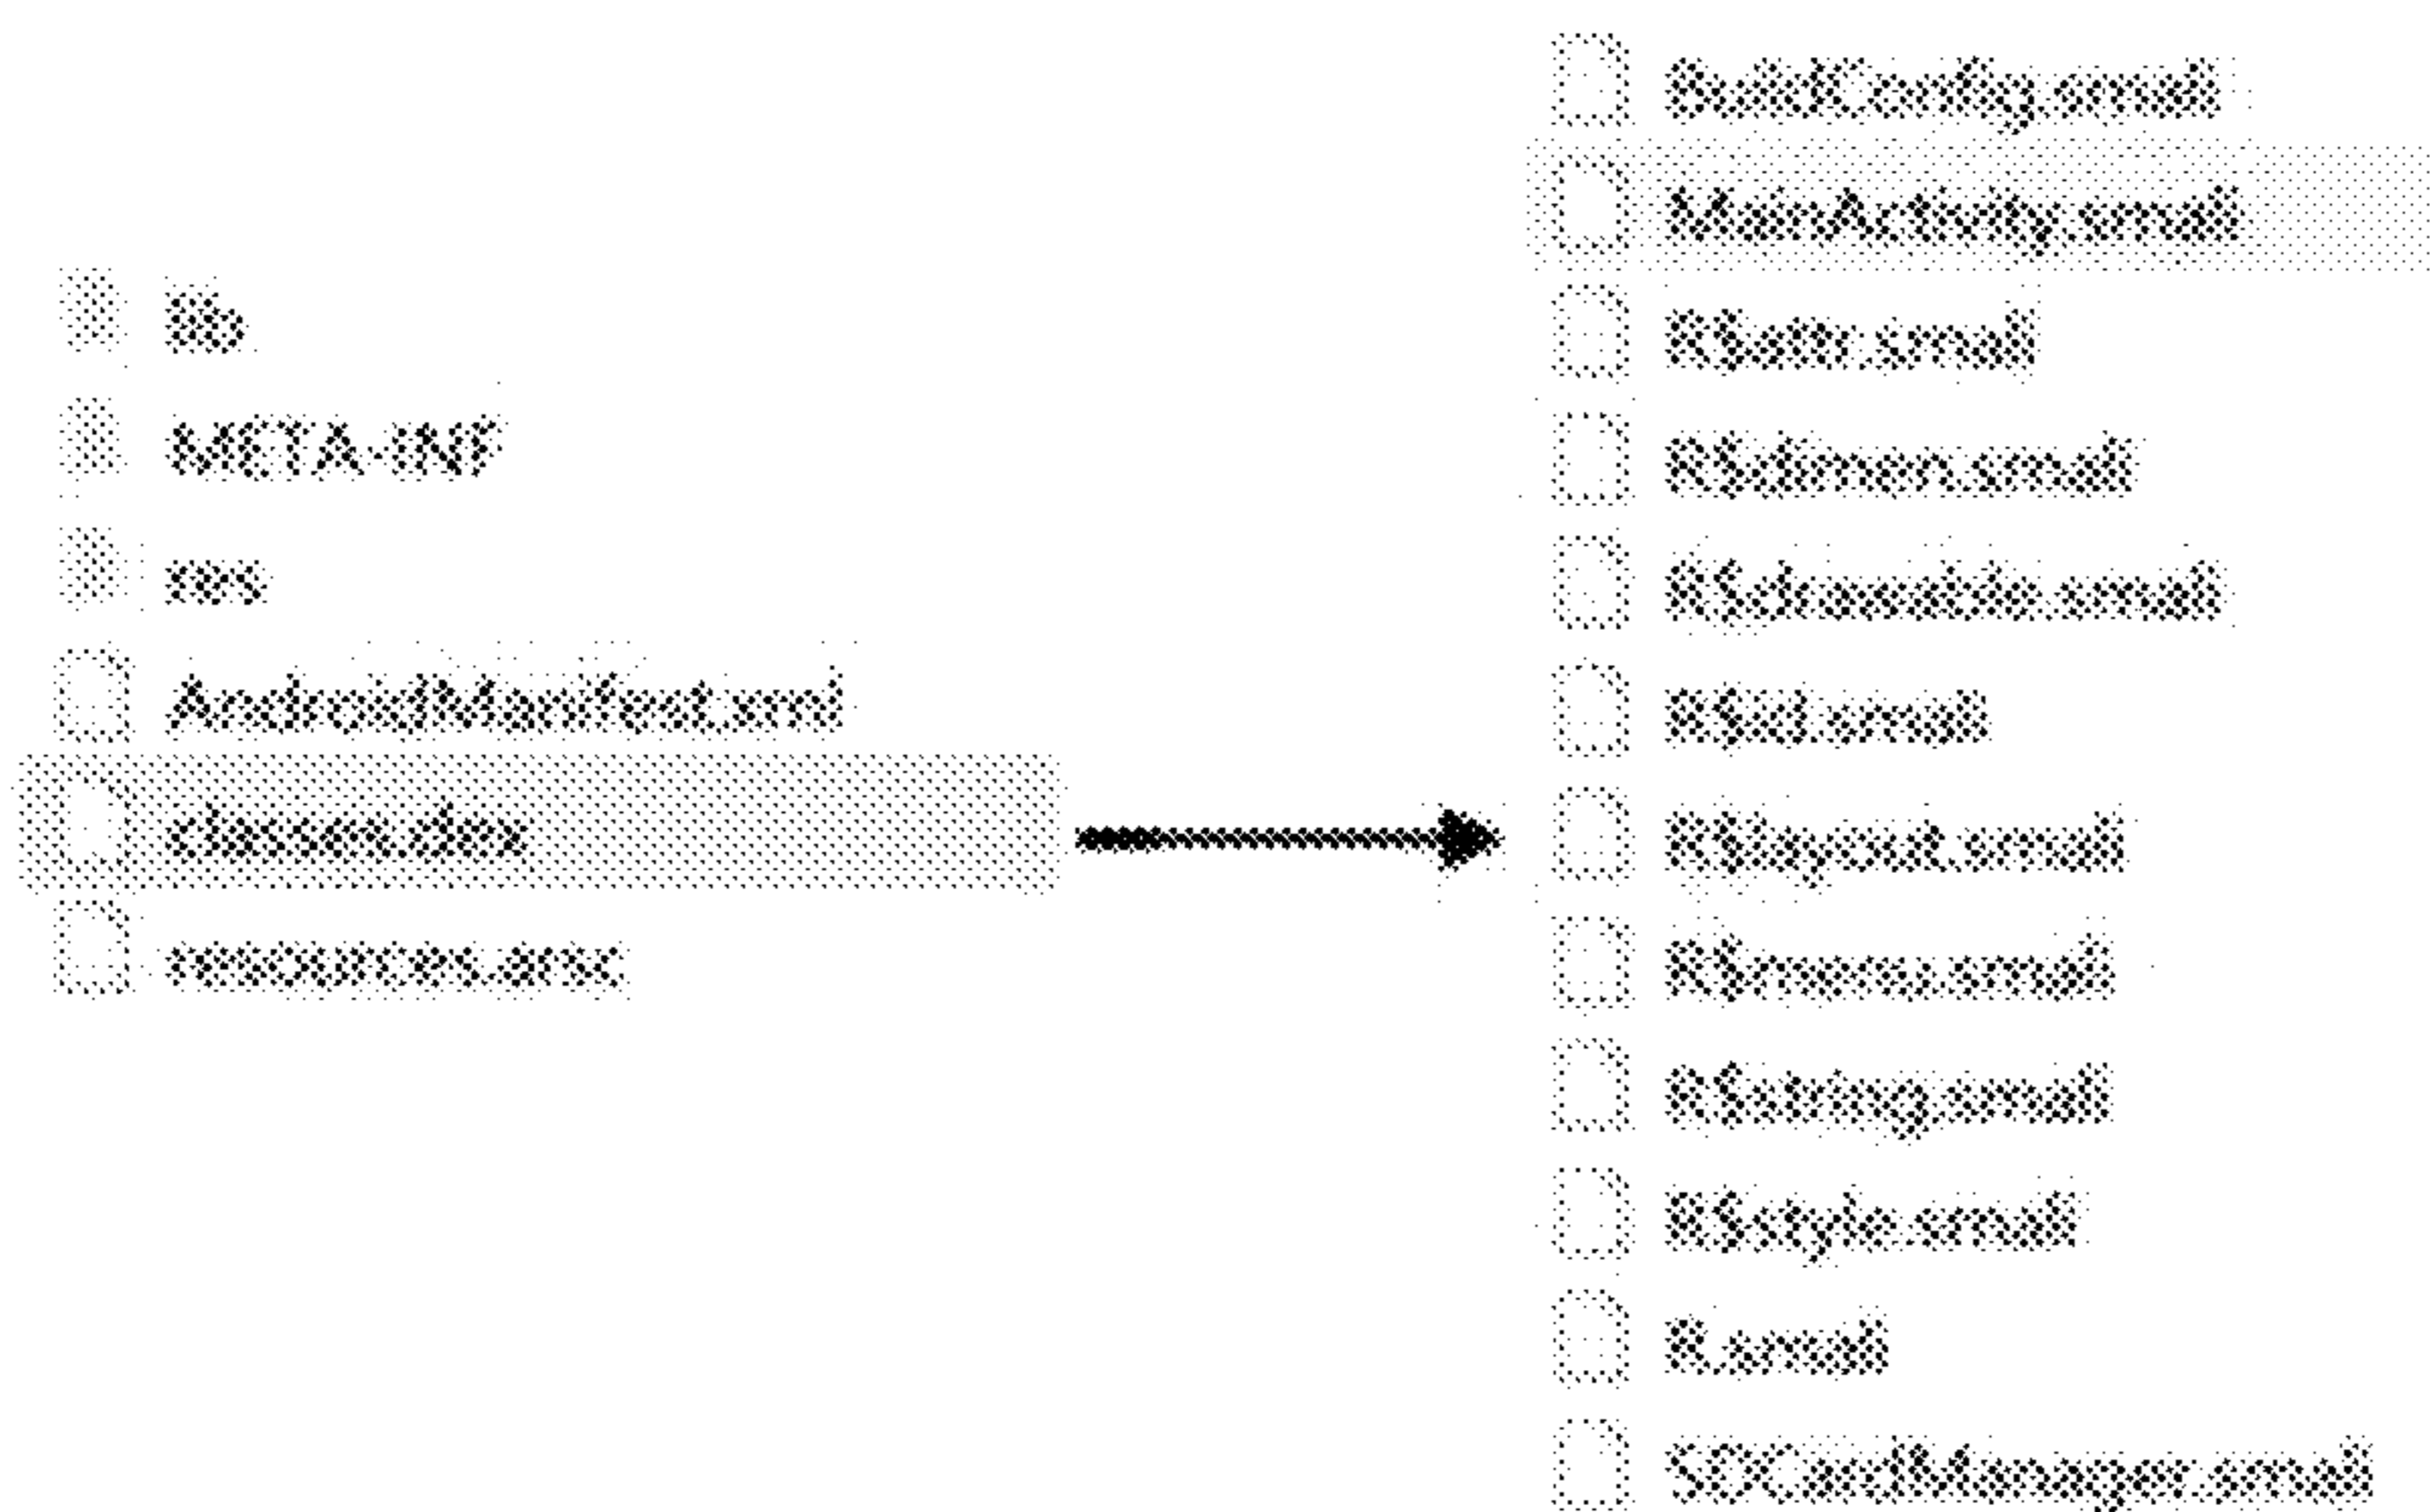 lib
META-INF
res
AndroidManifest.xml
classes.dex
resources.arsc
BuildConfig.smali
MainActivity.smali
R$attr.smali
R$dimen.smali
R$drawable.smali
R$id.smali
R$layout.smali
R$menu.smali
R$string.smali
R$style.smali
R.smali
SDCardManager.smali